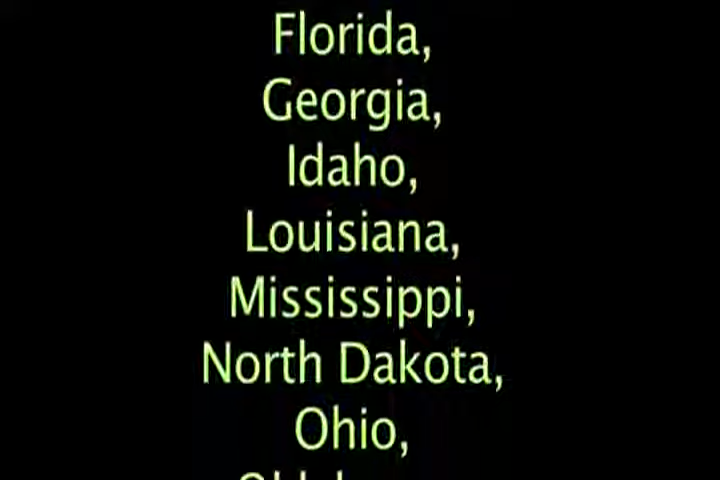 Florida,
Georgia,
Idaho,
Louisiana,
Mississippi,
North Dakota,
Ohio,